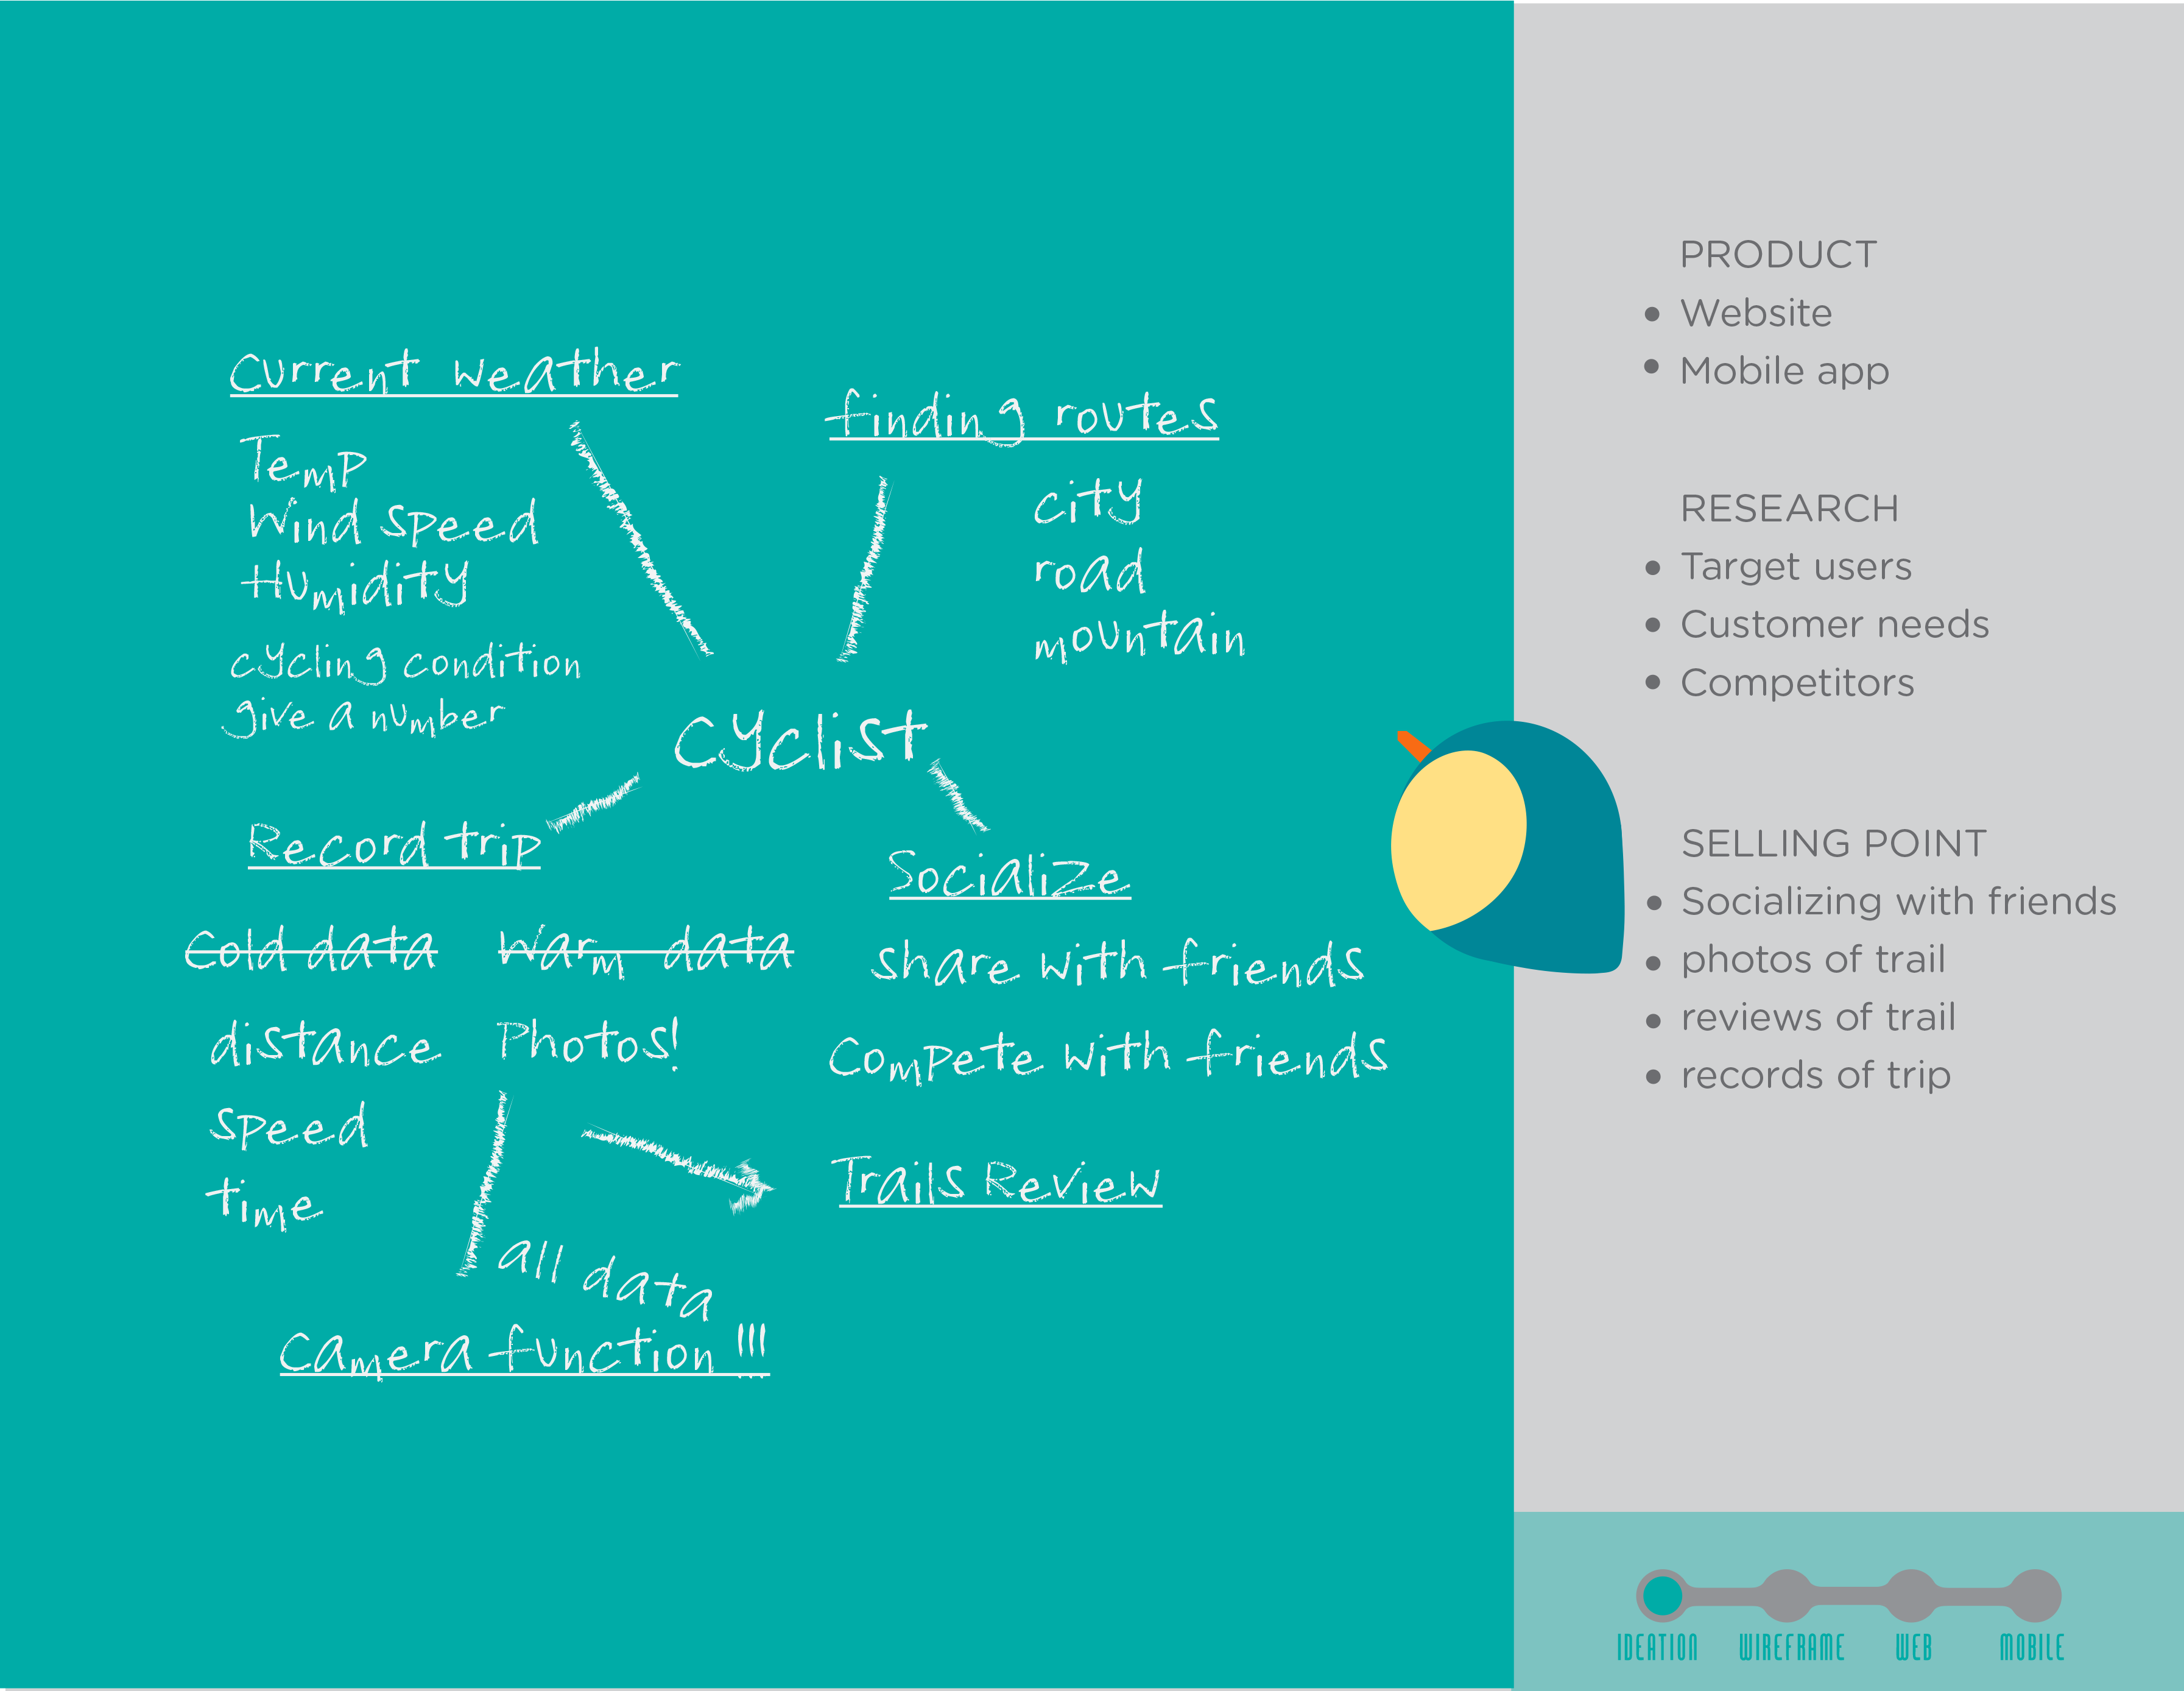 Current weather
Temp
Wind speed
Humidity
cycling condition
give a number
finding routes
city
road
mountain
Cyclist
Record trip
Cold data Warm data
distance Photos!
speed
time
all data
Camera function !!!
Socialize
share with friends
Compete with friends
Trails Review
PRODUCT
• Website
• Mobile app
RESEARCH
• Target users
• Customer needs
• Competitors
SELLING POINT
• Socializing with friends
• photos of trail
• reviews of trail
• records of trip
IDEATION WIREFRAME WEB MOBILE